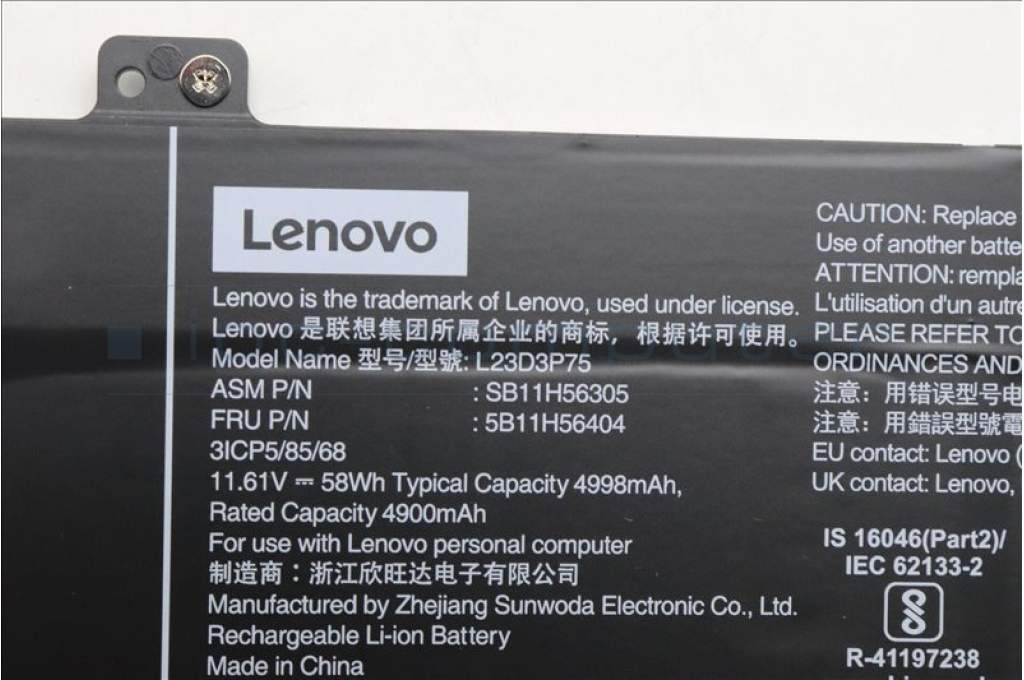 Lenovo
Lenovo is the trademark of Lenovo, used under license.
Lenovo 是联想集团所属企业的商标，根据许可使用。
Model Name 型号/型號: L23D3P75
ASM P/N : SB11H56305
FRU P/N : 5B11H56404
3ICP5/85/68
11.61V ⎓ 58Wh Typical Capacity 4998mAh,
Rated Capacity 4900mAh
For use with Lenovo personal computer
制造商：浙江欣旺达电子有限公司
Manufactured by Zhejiang Sunwoda Electronic Co., Ltd.
Rechargeable Li-ion Battery
Made in China
CAUTION: Replace
Use of another batte
ATTENTION: rempla
L'utilisation d'un autre
PLEASE REFER TO
ORDINANCES AND
注意：用错误型号电
注意：用錯誤型號電
EU contact: Lenovo (
UK contact: Lenovo,
IS 16046(Part2)/
IEC 62133-2
R-41197238